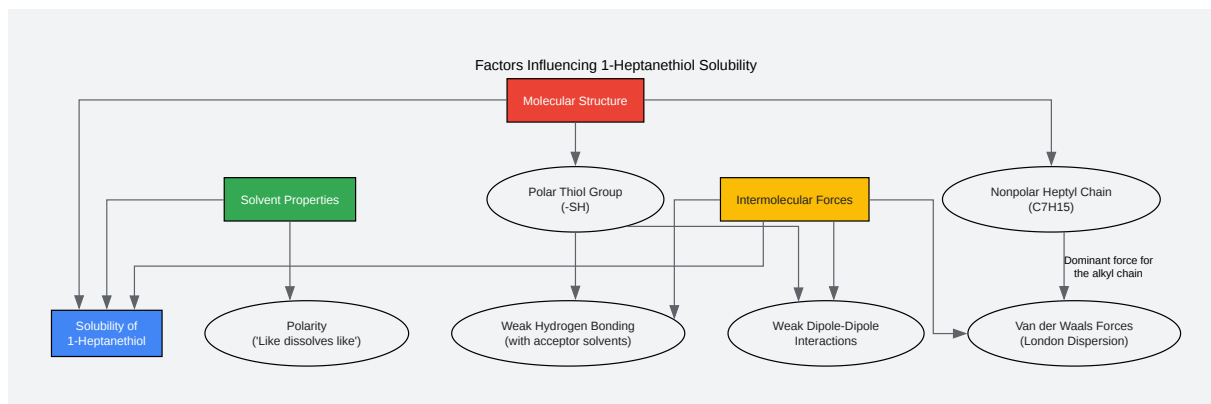 Factors Influencing 1-Heptanethiol Solubility
Molecular Structure
Solvent Properties
Polar Thiol Group
(-SH)
Intermolecular Forces
Nonpolar Heptyl Chain
(C7H15)
Dominant force for
the alkyl chain
Solubility of
1-Heptanethiol
Polarity
('Like dissolves like')
Weak Hydrogen Bonding
(with acceptor solvents)
Weak Dipole-Dipole
Interactions
Van der Waals Forces
(London Dispersion)